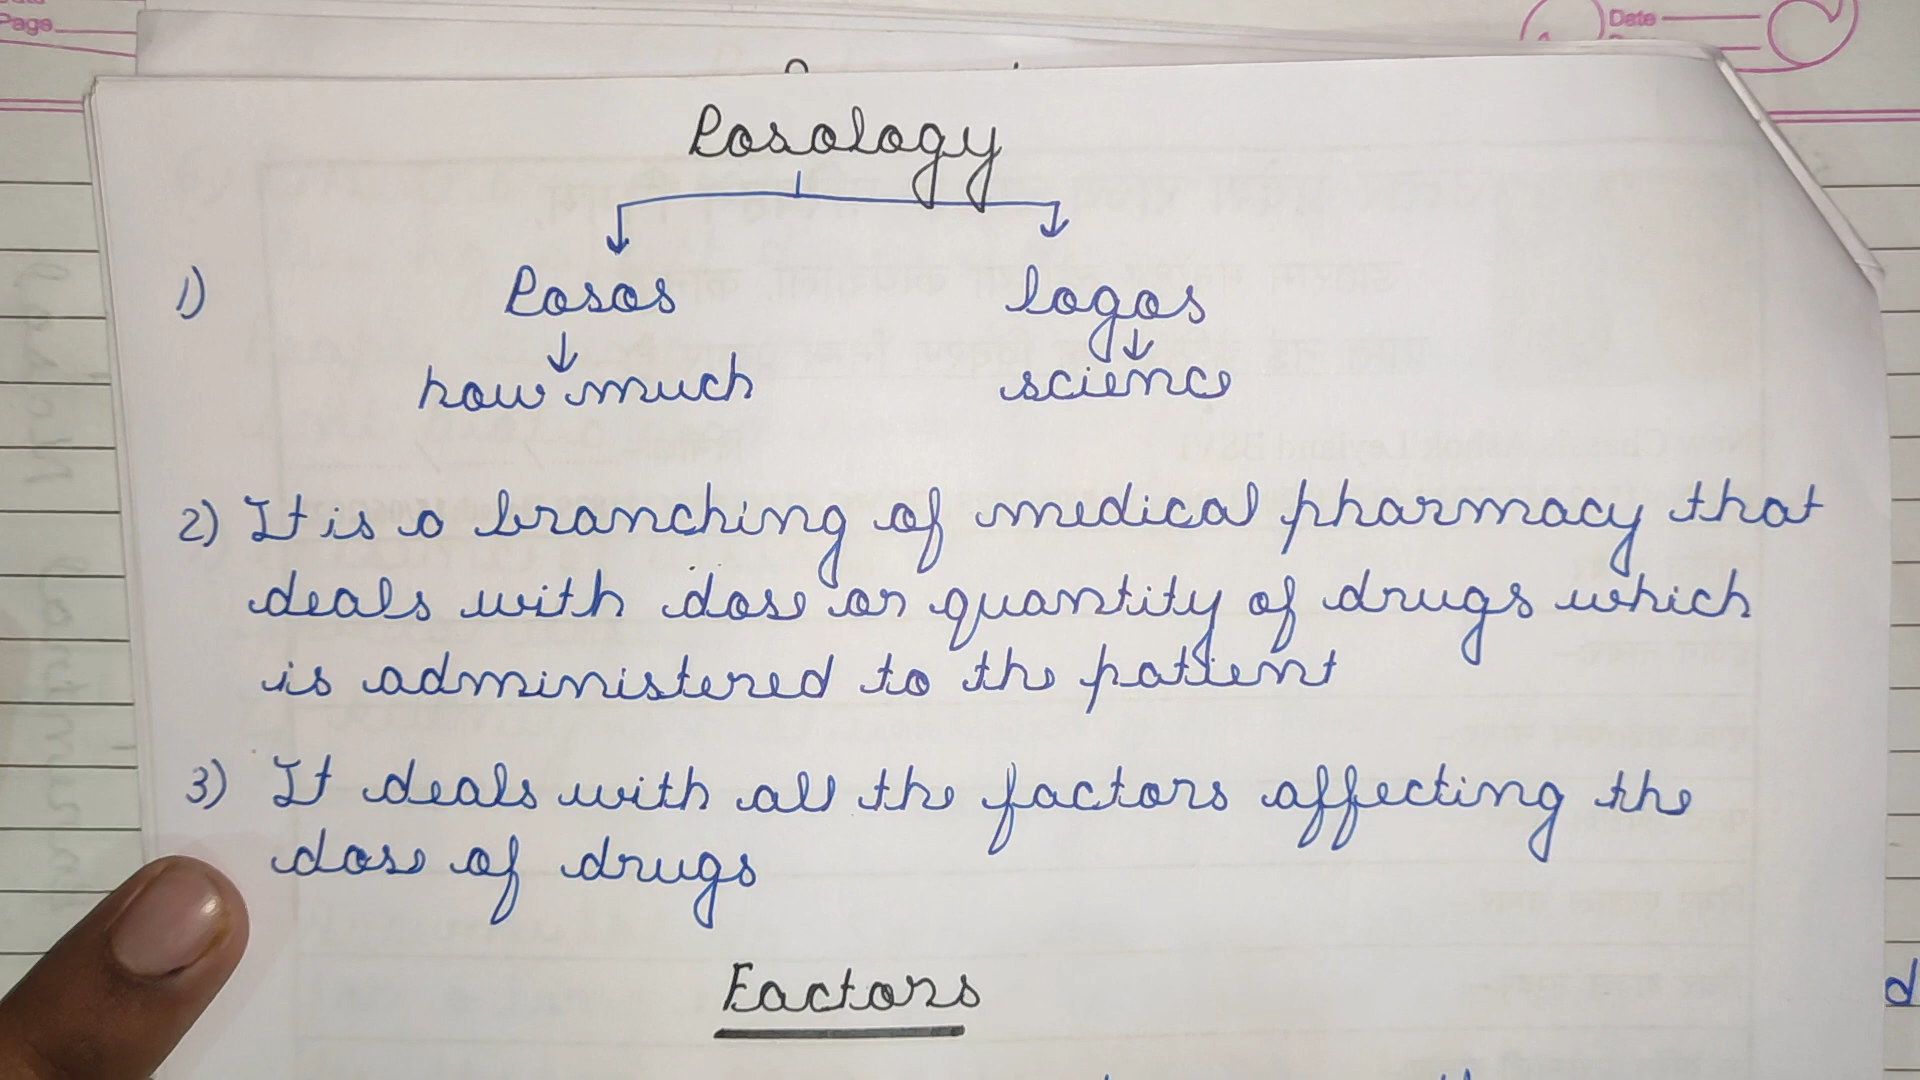 Page
Date
Posology
1) Posos logos
how much science
2) It is a branching of medical pharmacy that
deals with dose or quantity of drugs which
is administered to the patient
3) It deals with all the factors affecting the
dose of drugs
Factors